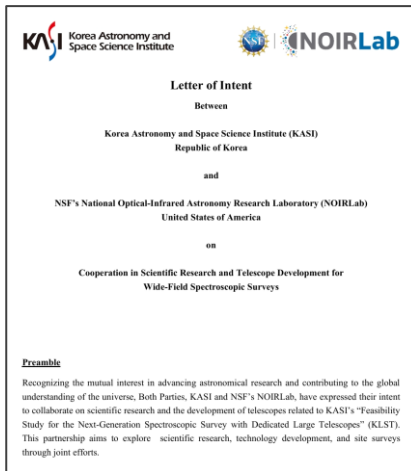 KASI Korea Astronomy and
Space Science Institute
NSF
NOIRLab
Letter of Intent
Between
Korea Astronomy and Space Science Institute (KASI)
Republic of Korea
and
NSF's National Optical-Infrared Astronomy Research Laboratory (NOIRLab)
United States of America
on
Cooperation in Scientific Research and Telescope Development for
Wide-Field Spectroscopic Surveys
Preamble
Recognizing the mutual interest in advancing astronomical research and contributing to the global
understanding of the universe, Both Parties, KASI and NSF's NOIRLab, have expressed their intent
to collaborate on scientific research and the development of telescopes related to KASI's "Feasibility
Study for the Next-Generation Spectroscopic Survey with Dedicated Large Telescopes" (KLST).
This partnership aims to explore scientific research, technology development, and site surveys
through joint efforts.